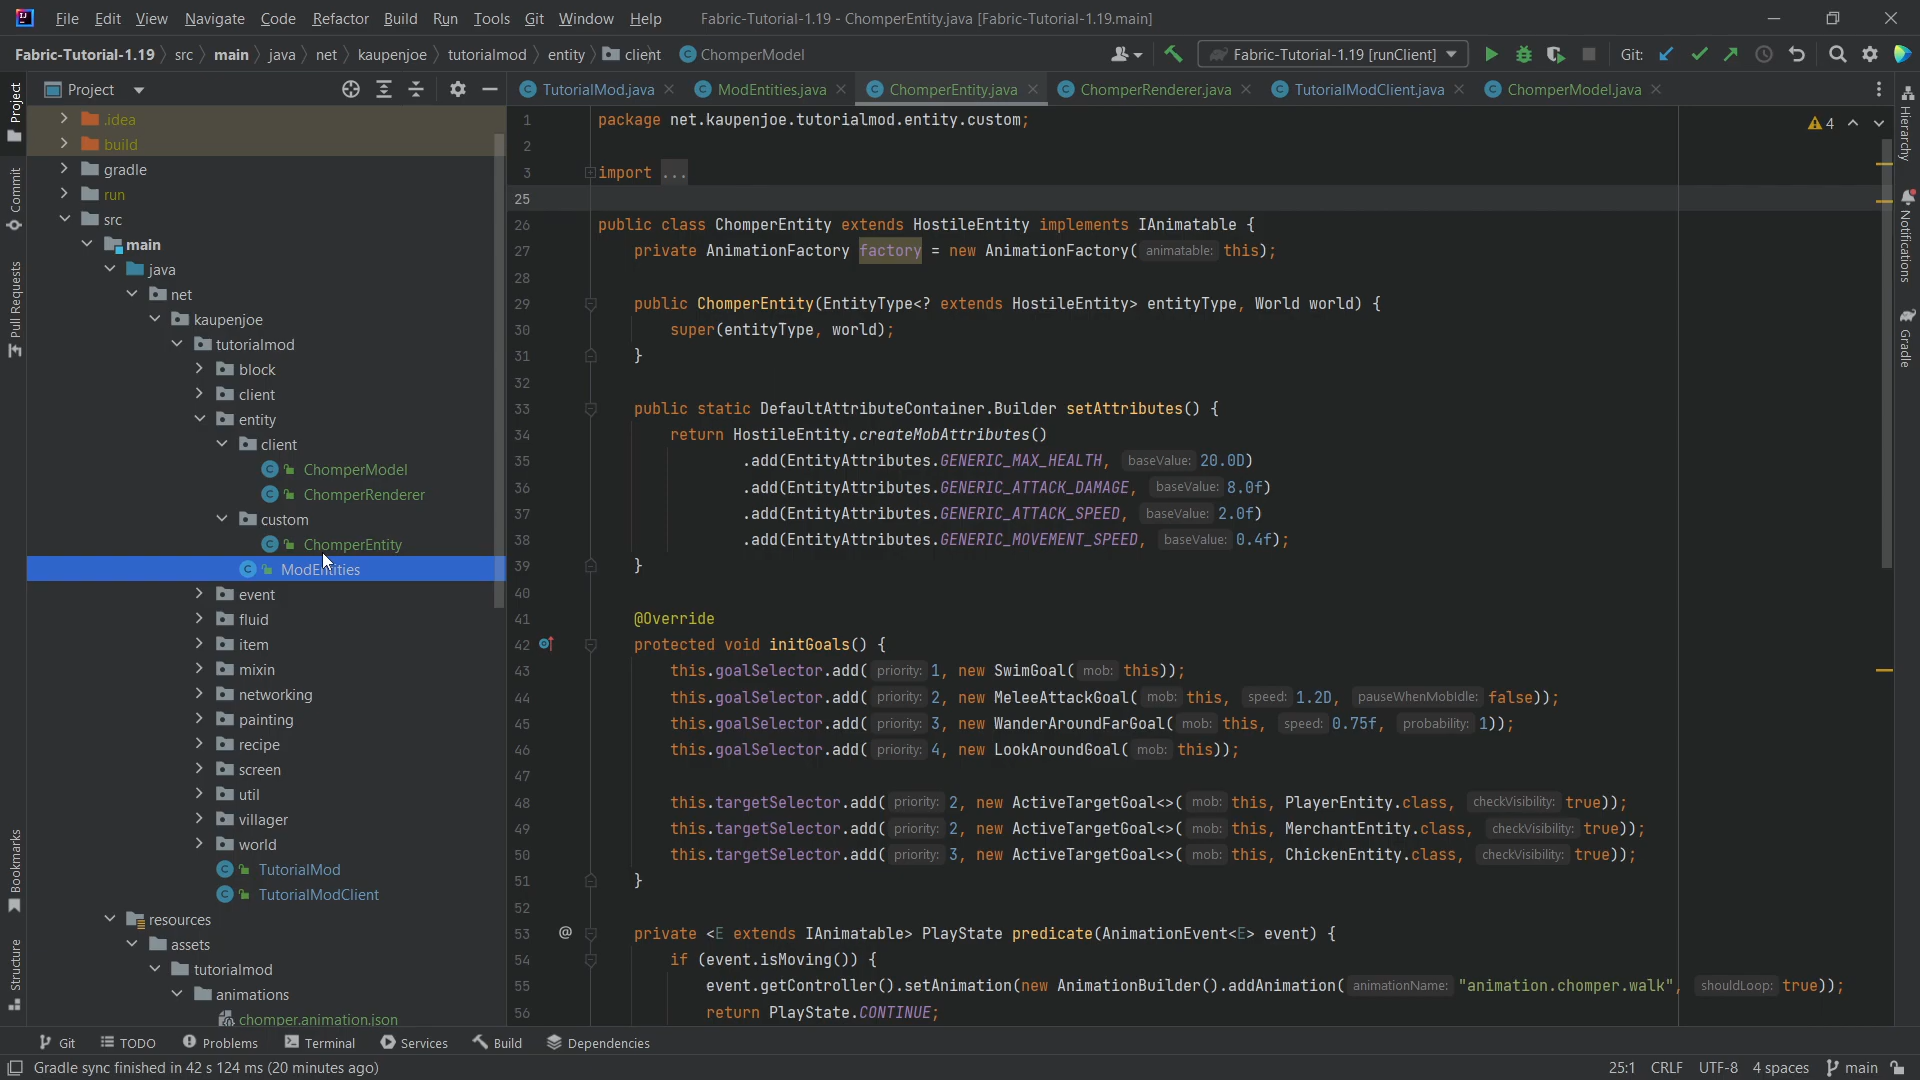 File Edit View Navigate Code Refactor Build Run Tools Git Window Help Fabric-Tutorial-1.19 - ChomperEntity.java [Fabric-Tutorial-1.19.main]
Fabric-Tutorial-1.19 src main java net kaupenjoe tutorialmod entity client ChomperModel Fabric-Tutorial-1.19 [runClient] Git:
Project
TutorialMod.java ModEntities.java ChomperEntity.java ChomperRenderer.java TutorialModClient.java ChomperModel.java
Project
Commit
Pull Requests
Bookmarks
Structure
.idea
build
gradle
run
src
main
java
net
kaupenjoe
tutorialmod
block
client
entity
client
ChomperModel
ChomperRenderer
custom
ChomperEntity
ModEntities
event
fluid
item
mixin
networking
painting
recipe
screen
util
villager
world
TutorialMod
TutorialModClient
resources
assets
tutorialmod
animations
chomper.animation.json
1 package net.kaupenjoe.tutorialmod.entity.custom;
2
3 import ...
25
26 public class ChomperEntity extends HostileEntity implements IAnimatable {
27 private AnimationFactory factory = new AnimationFactory( animatable: this);
28
29 public ChomperEntity(EntityType<? extends HostileEntity> entityType, World world) {
30 super(entityType, world);
31 }
32
33 public static DefaultAttributeContainer.Builder setAttributes() {
34 return HostileEntity.createMobAttributes()
35 .add(EntityAttributes.GENERIC_MAX_HEALTH, baseValue: 20.0D)
36 .add(EntityAttributes.GENERIC_ATTACK_DAMAGE, baseValue: 8.0f)
37 .add(EntityAttributes.GENERIC_ATTACK_SPEED, baseValue: 2.0f)
38 .add(EntityAttributes.GENERIC_MOVEMENT_SPEED, baseValue: 0.4f);
39 }
40
41 @Override
42 protected void initGoals() {
43 this.goalSelector.add( priority: 1, new SwimGoal( mob: this));
44 this.goalSelector.add( priority: 2, new MeleeAttackGoal( mob: this, speed: 1.2D, pauseWhenMobIdle: false));
45 this.goalSelector.add( priority: 3, new WanderAroundFarGoal( mob: this, speed: 0.75f, probability: 1));
46 this.goalSelector.add( priority: 4, new LookAroundGoal( mob: this));
47
48 this.targetSelector.add( priority: 2, new ActiveTargetGoal<>( mob: this, PlayerEntity.class, checkVisibility: true));
49 this.targetSelector.add( priority: 2, new ActiveTargetGoal<>( mob: this, MerchantEntity.class, checkVisibility: true));
50 this.targetSelector.add( priority: 3, new ActiveTargetGoal<>( mob: this, ChickenEntity.class, checkVisibility: true));
51 }
52
53 @ private <E extends IAnimatable> PlayState predicate(AnimationEvent<E> event) {
54 if (event.isMoving()) {
55 event.getController().setAnimation(new AnimationBuilder().addAnimation( animationName: "animation.chomper.walk", shouldLoop: true));
56 return PlayState.CONTINUE;
4
Hierarchy
Notifications
Gradle
Git TODO Problems Terminal Services Build Dependencies
Gradle sync finished in 42 s 124 ms (20 minutes ago) 25:1 CRLF UTF-8 4 spaces main